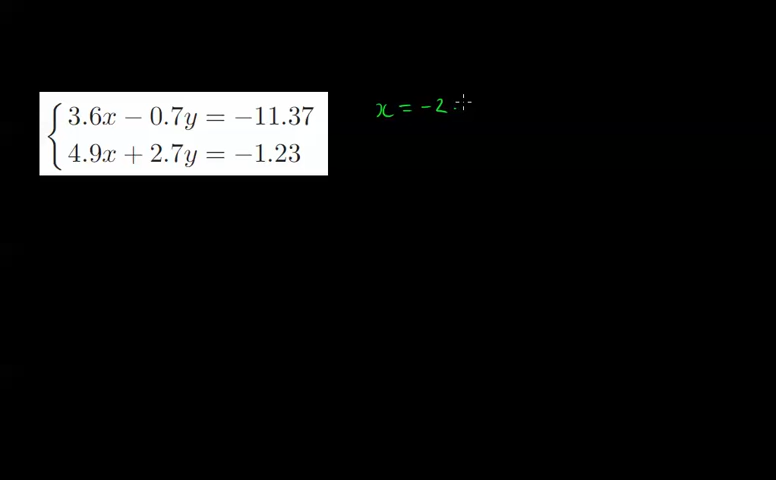 3.6x − 0.7y = −11.37
4.9x + 2.7y = −1.23
x = −2.